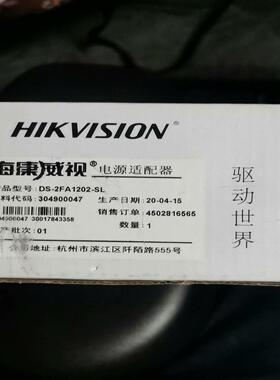 HIKVISION®
海康威视® 电源适配器
品型号: DS-2FA1202-SL
料代码: 304900047
生产日期: 20-04-15
304900047 30017843358
销售订单: 4502816565
产批次: 01
数量: 1
地址: 杭州市滨江区阡陌路555号
驱动世界